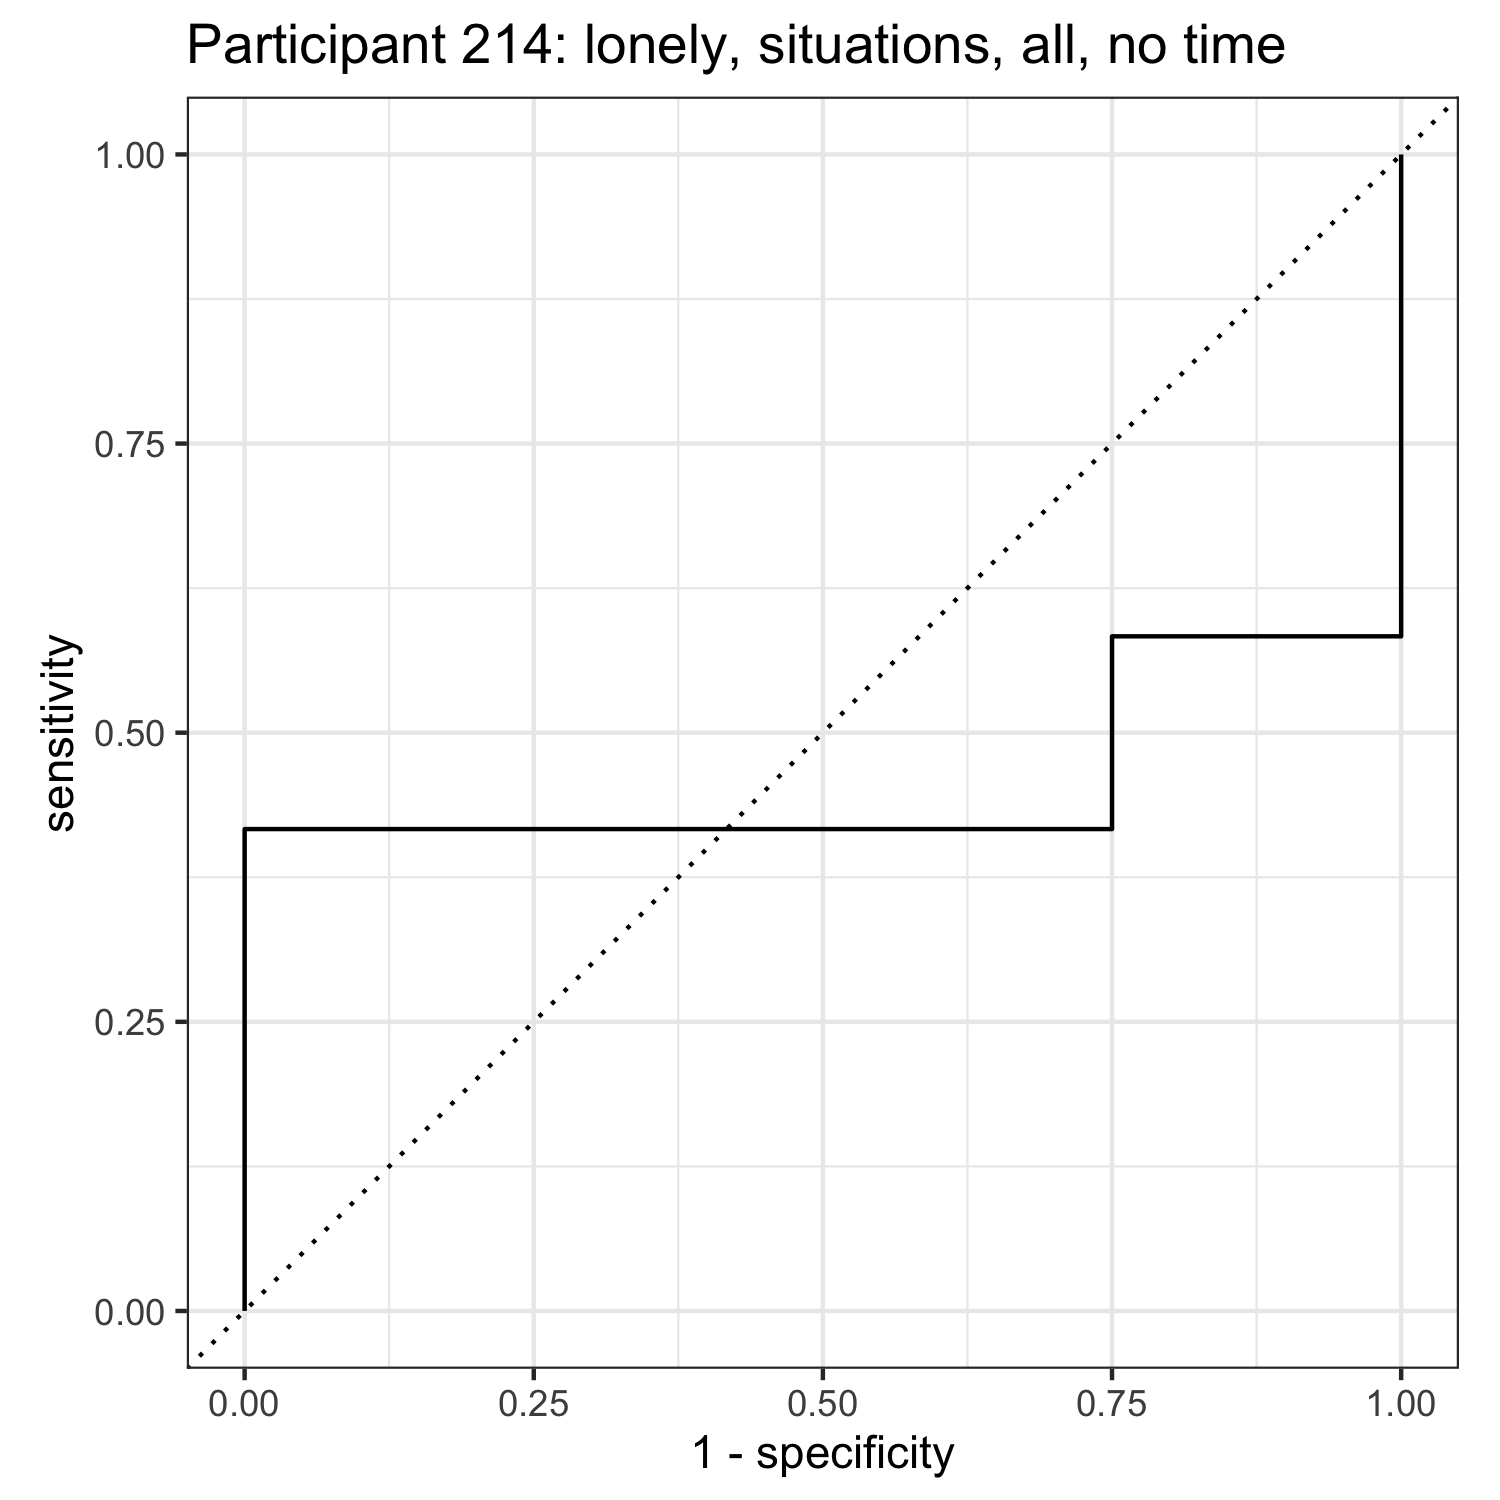 Participant 214: lonely, situations, all, no time
1.00
0.75
0.50
0.25
0.00
sensitivity
0.00 0.25 0.50 0.75 1.00
1 - specificity